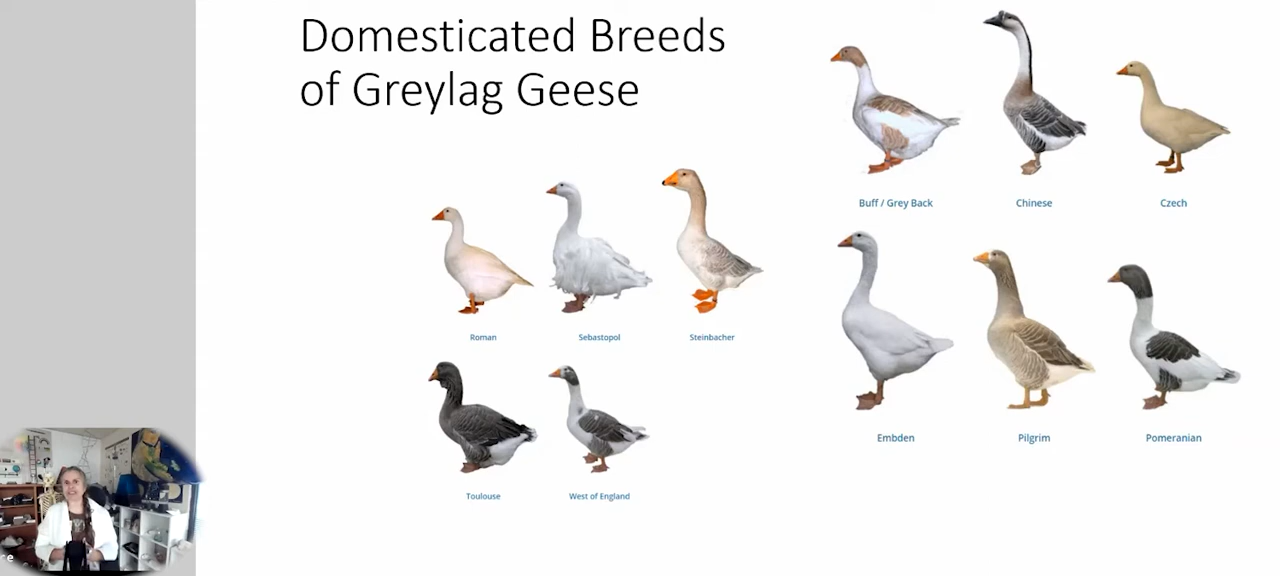 Domesticated Breeds
of Greylag Geese
Buff / Grey Back
Chinese
Czech
Roman
Sebastopol
Steinbacher
Embden
Pilgrim
Pomeranian
Toulouse
West of England
ce